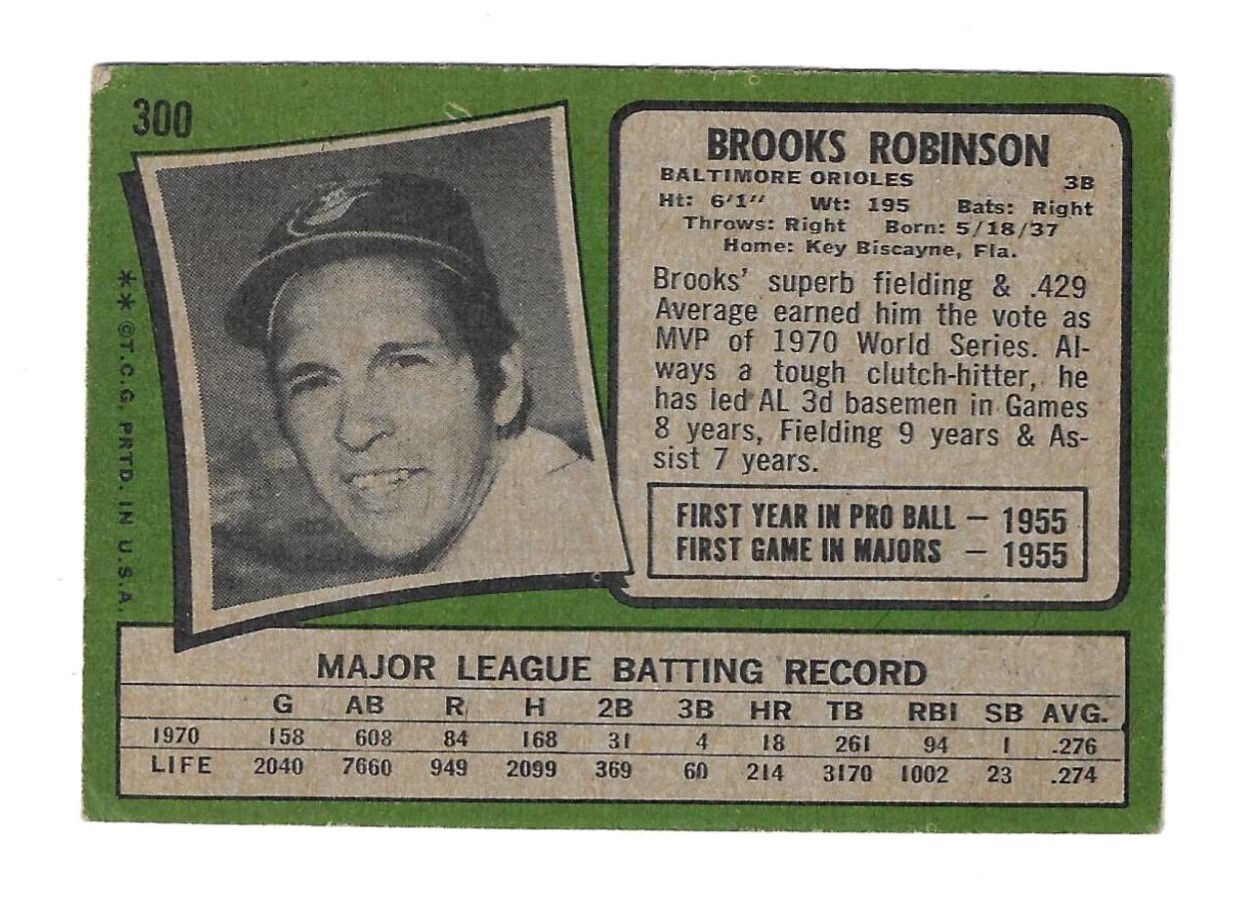 300
** ©T.C.G. PRTD. IN U.S.A.
BROOKS ROBINSON
BALTIMORE ORIOLES 3B
Ht: 6'1" Wt: 195 Bats: Right
Throws: Right Born: 5/18/37
Home: Key Biscayne, Fla.
Brooks' superb fielding & .429
Average earned him the vote as
MVP of 1970 World Series. Al-
ways a tough clutch-hitter, he
has led AL 3d basemen in Games
8 years, Fielding 9 years & As-
sist 7 years.
FIRST YEAR IN PRO BALL — 1955
FIRST GAME IN MAJORS — 1955
MAJOR LEAGUE BATTING RECORD
G AB R H 2B 3B HR TB RBI SB AVG.
1970 158 608 84 168 31 4 18 261 94 1 .276
LIFE 2040 7660 949 2099 369 60 214 3170 1002 23 .274